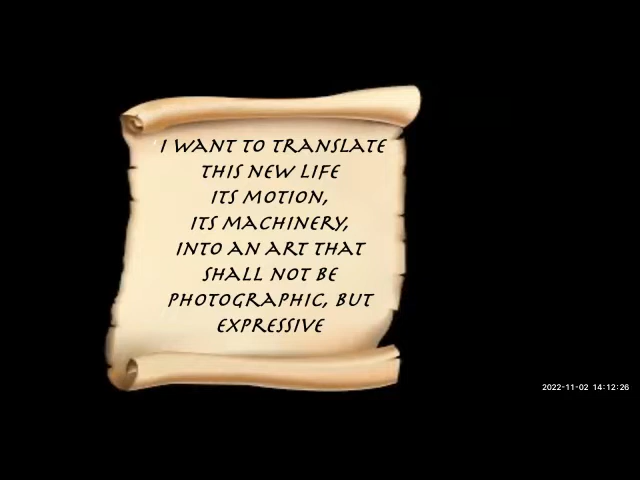 I WANT TO TRANSLATE
THIS NEW LIFE
ITS MOTION,
ITS MACHINERY,
INTO AN ART THAT
SHALL NOT BE
PHOTOGRAPHIC, BUT
EXPRESSIVE
2022-11-02 14:12:26